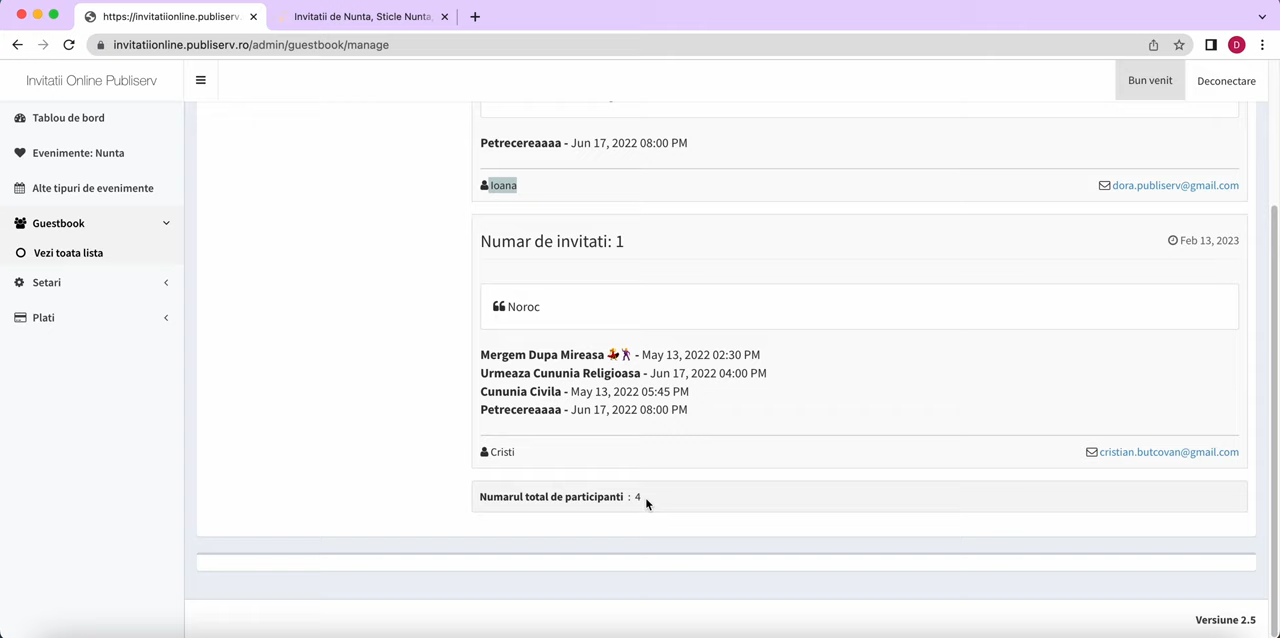 https://invitatiionline.publiserv.
Invitatii de Nunta, Sticle Nunta,
invitatiionline.publiserv.ro/admin/guestbook/manage
D
Invitatii Online Publiserv
Bun venit
Deconectare
Tablou de bord
Evenimente: Nunta
Alte tipuri de evenimente
Guestbook
Vezi toata lista
Setari
Plati
Petrecereaaaa - Jun 17, 2022 08:00 PM
Ioana
dora.publiserv@gmail.com
Numar de invitati: 1
Feb 13, 2023
Noroc
Mergem Dupa Mireasa 💃🕺 - May 13, 2022 02:30 PM
Urmeaza Cununia Religioasa - Jun 17, 2022 04:00 PM
Cununia Civila - May 13, 2022 05:45 PM
Petrecereaaaa - Jun 17, 2022 08:00 PM
Cristi
cristian.butcovan@gmail.com
Numarul total de participanti : 4
Versiune 2.5